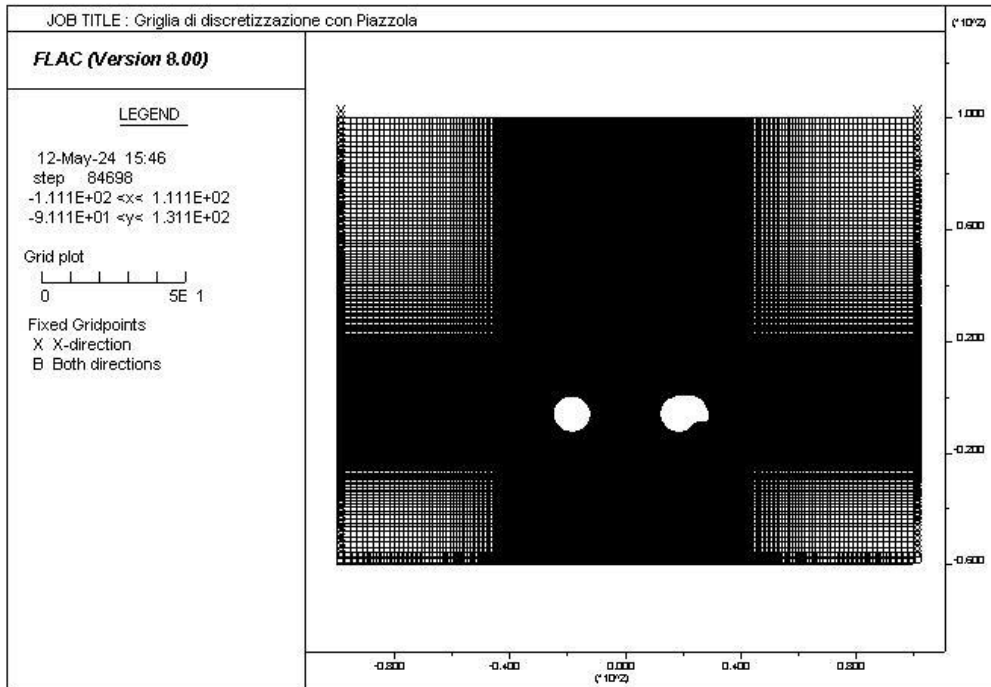 JOB TITLE : Griglia di discretizzazione con Piazzola
(*10^2)
FLAC (Version 8.00)
LEGEND
12-May-24 15:46
step 84698
-1.111E+02 <x< 1.111E+02
-9.111E+01 <y< 1.311E+02
Grid plot
0 5E 1
Fixed Gridpoints
X X-direction
B Both directions
1.000
0.600
0.200
-0.200
-0.600
-0.800 -0.400 0.000 0.400 0.800
(*10^2)